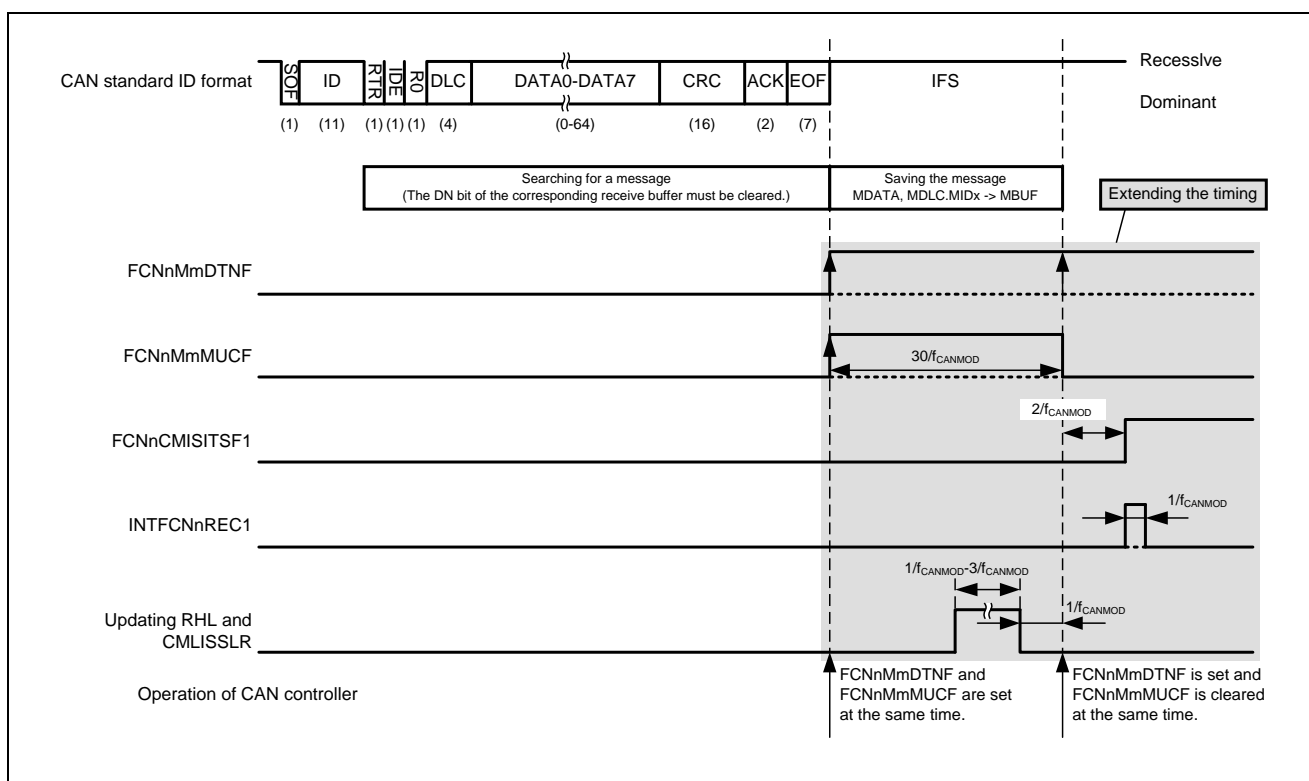 CAN standard ID format
SOF
ID
RTR
IDE
R0
DLC
DATA0-DATA7
CRC
ACK
EOF
IFS
Recesslve
Dominant
(1)
(11)
(1)
(1)
(1)
(4)
(0-64)
(16)
(2)
(7)
Searching for a message
(The DN bit of the corresponding receive buffer must be cleared.)
Saving the message
MDATA, MDLC.MIDx -> MBUF
Extending the timing
FCNnMmDTNF
FCNnMmMUCF
30/fCANMOD
2/fCANMOD
FCNnCMISITSF1
INTFCNnREC1
1/fCANMOD
1/fCANMOD-3/fCANMOD
1/fCANMOD
Updating RHL and
CMLISSLR
Operation of CAN controller
FCNnMmDTNF and
FCNnMmMUCF are set
at the same time.
FCNnMmDTNF is set and
FCNnMmMUCF is cleared
at the same time.